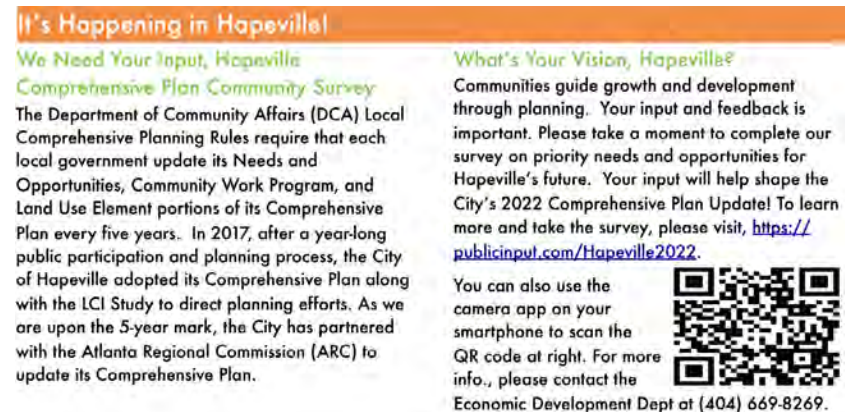 It's Happening in Hapeville!
We Need Your Input, Hapeville
Comprehensive Plan Community Survey
The Department of Community Affairs (DCA) Local
Comprehensive Planning Rules require that each
local government update its Needs and
Opportunities, Community Work Program, and
Land Use Element portions of its Comprehensive
Plan every five years.  In 2017, after a year-long
public participation and planning process, the City
of Hapeville adopted its Comprehensive Plan along
with the LCI Study to direct planning efforts. As we
are upon the 5-year mark, the City has partnered
with the Atlanta Regional Commission (ARC) to
update its Comprehensive Plan.
What's Your Vision, Hapeville?
Communities guide growth and development
through planning.  Your input and feedback is
important. Please take a moment to complete our
survey on priority needs and opportunities for
Hapeville's future.  Your input will help shape the
City's 2022 Comprehensive Plan Update! To learn
more and take the survey, please visit, https://
publicinput.com/Hapeville2022.
You can also use the
camera app on your
smartphone to scan the
QR code at right. For more
info., please contact the
Economic Development Dept at (404) 669-8269.